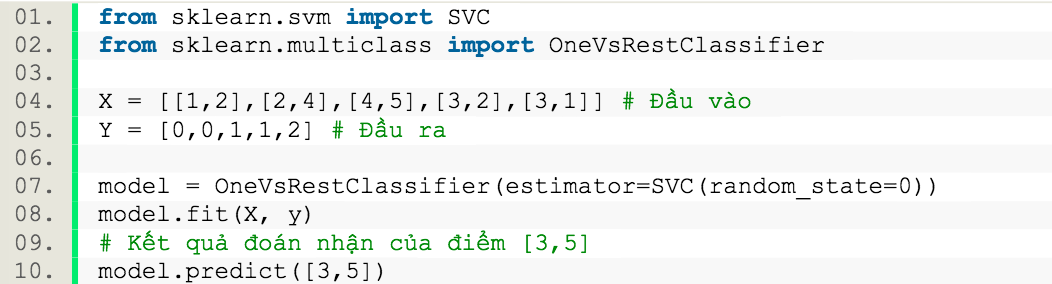 01. from sklearn.svm import SVC
02. from sklearn.multiclass import OneVsRestClassifier
03.
04. X = [[1,2],[2,4],[4,5],[3,2],[3,1]] # Đầu vào
05. Y = [0,0,1,1,2] # Đầu ra
06.
07. model = OneVsRestClassifier(estimator=SVC(random_state=0))
08. model.fit(X, y)
09. # Kết quả đoán nhận của điểm [3,5]
10. model.predict([3,5])